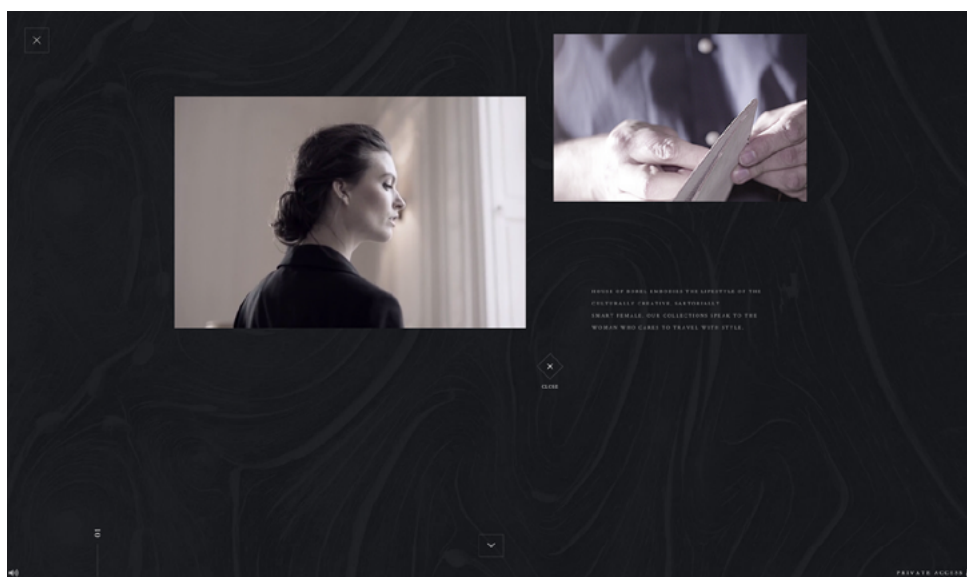 HOUSE OF BOREL EMBODIES THE LIFESTYLE OF THE
CULTURALLY CREATIVE, SARTORIALLY
SMART FEMALE. OUR COLLECTIONS SPEAK TO THE
WOMAN WHO CARES TO TRAVEL WITH STYLE.
CLOSE
01
PRIVATE ACCESS